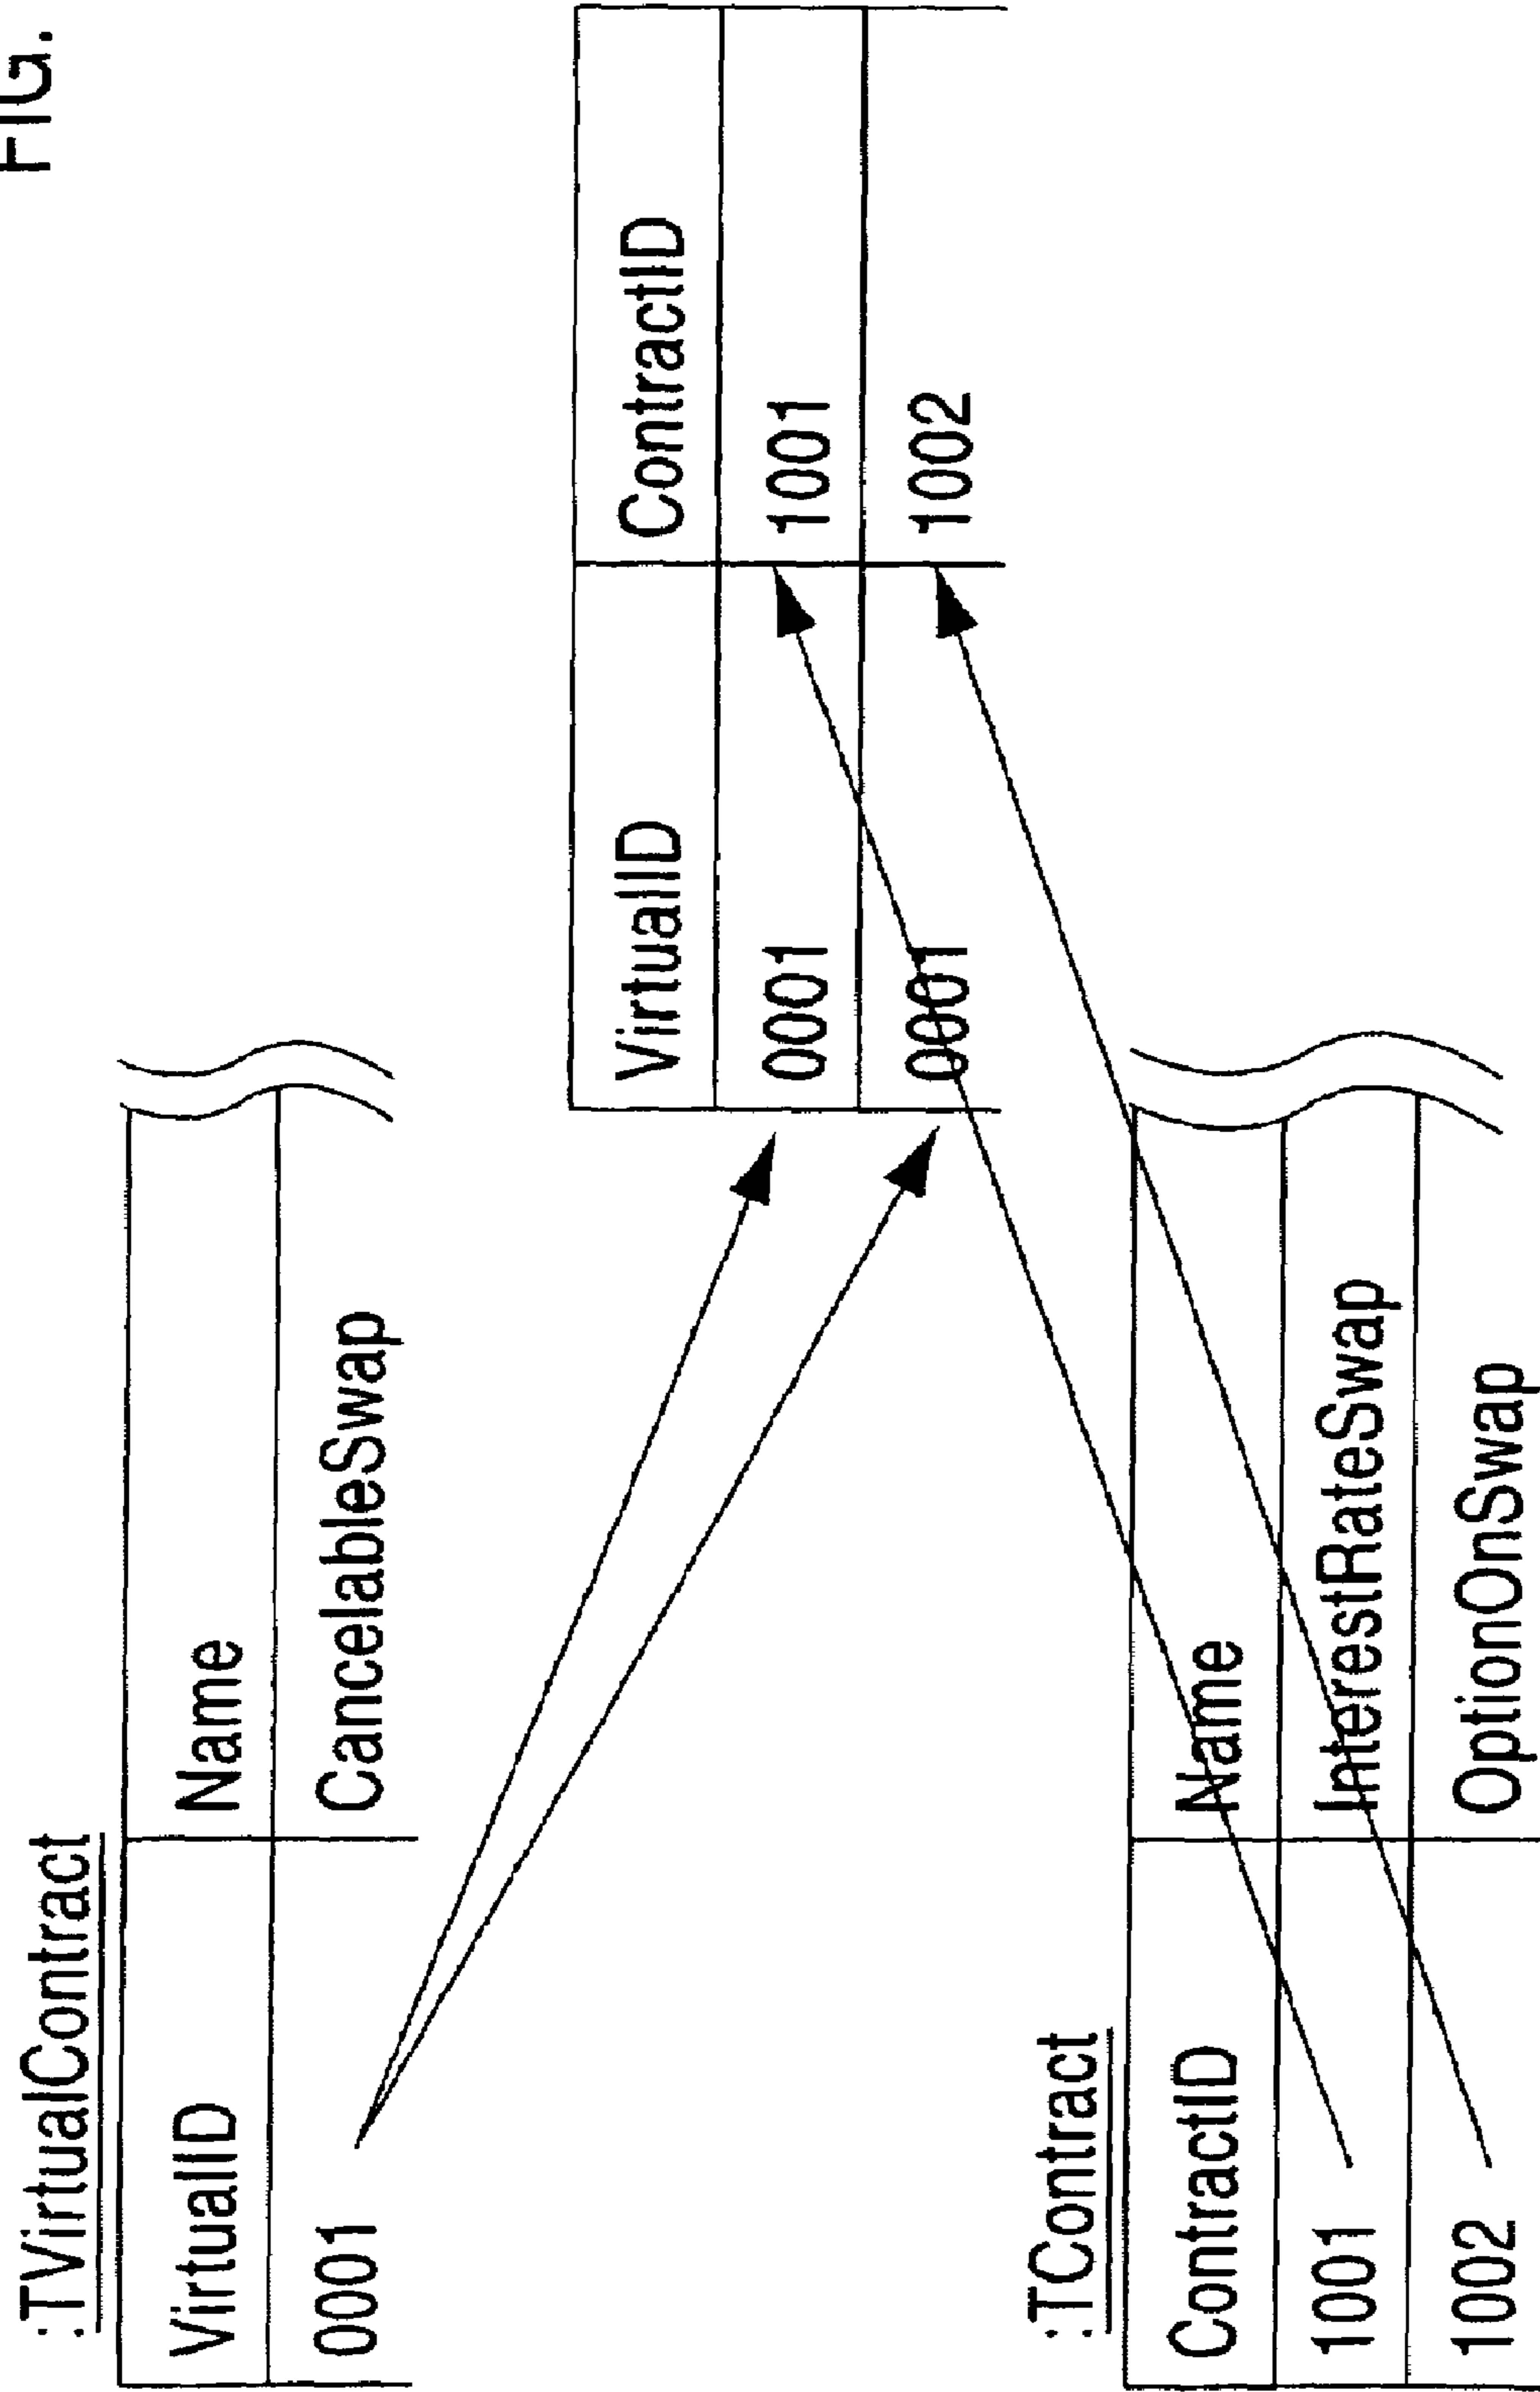 FIG.
:TVirtualContract
VirtualID Name
0001 CancelableSwap
VirtualID ContractID
0001 1001
0001 1002
:TContract
ContractID Name
1001 InterestRateSwap
1002 OptionOnSwap